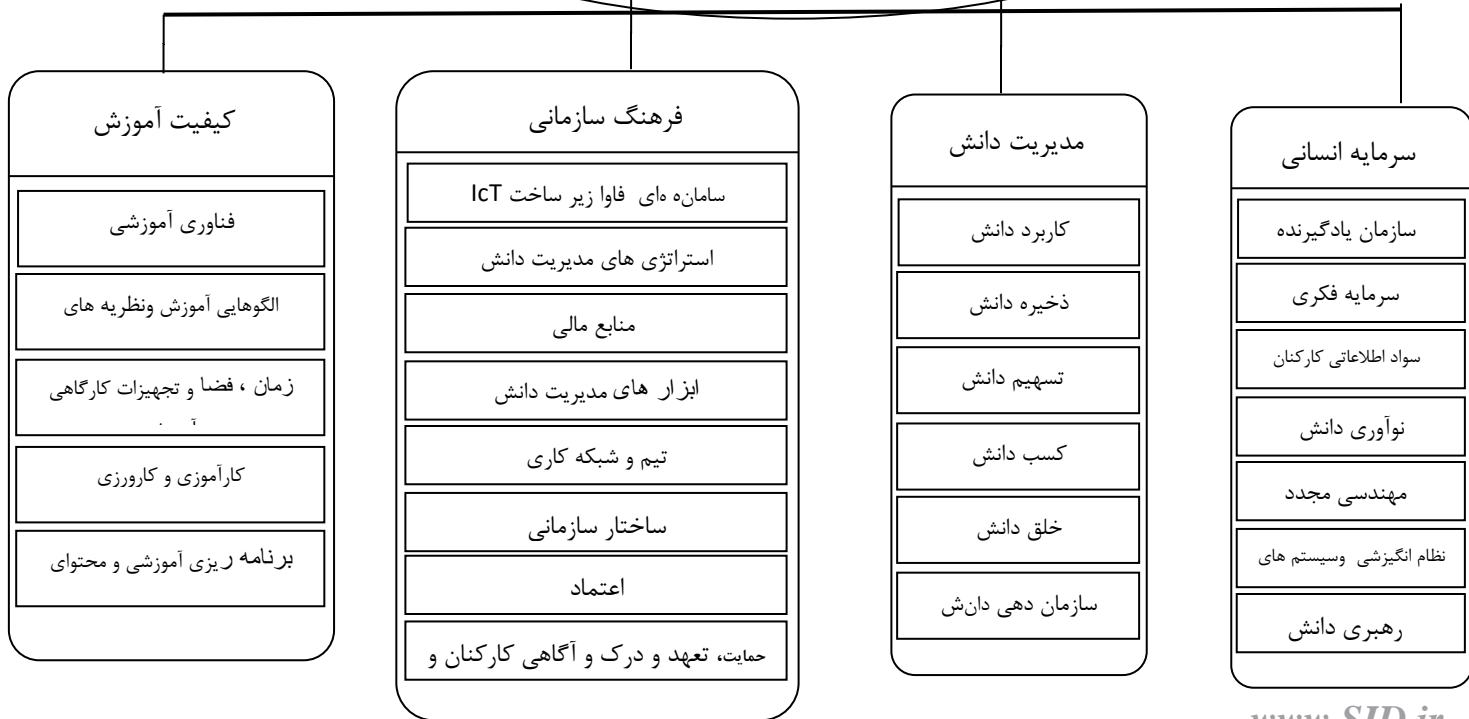 سرمایه انسانی
سازمان یادگیرنده
سرمایه فکری
سواد اطلاعاتی کارکنان
نوآوری دانش
مهندسی مجدد
نظام انگیزشی وسیستم های
رهبری دانش
مدیریت دانش
کاربرد دانش
ذخیره دانش
تسهیم دانش
کسب دانش
خلق دانش
سازمان دهی دانش
فرهنگ سازمانی
سامانه های فاوا زیر ساخت IcT
استراتژی های مدیریت دانش
منابع مالی
ابزار های مدیریت دانش
تیم و شبکه کاری
ساختار سازمانی
اعتماد
حمایت، تعهد و درک و آگاهی کارکنان و
کیفیت آموزش
فناوری آموزشی
الگوهایی آموزش ونظریه های
زمان ، فضا و تجهیزات کارگاهی
کارآموزی و کارورزی
برنامه ریزی آموزشی و محتوای
www.SID.ir